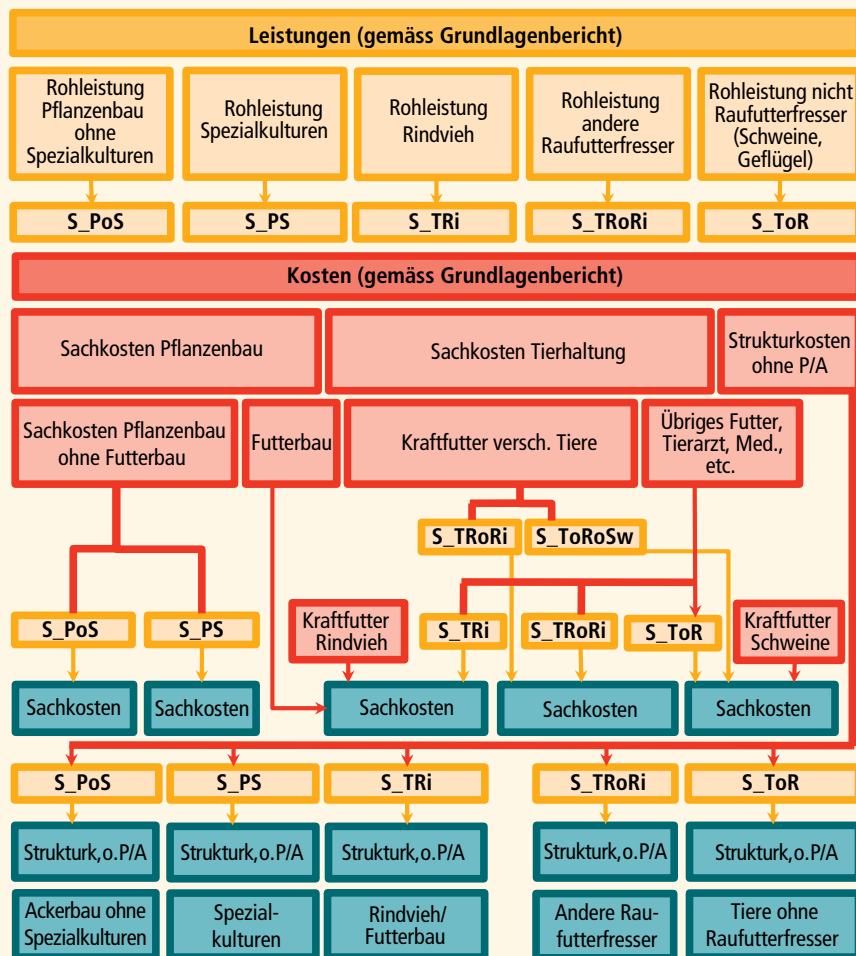 Leistungen (gemäss Grundlagenbericht)
Rohleistung
Pflanzenbau
ohne
Spezialkulturen
Rohleistung
Spezialkulturen
Rohleistung
Rindvieh
Rohleistung
andere
Raufutterfresser
Rohleistung nicht
Raufutterfresser
(Schweine,
Geflügel)
S_PoS
S_PS
S_TRi
S_TRoRi
S_ToR
Kosten (gemäss Grundlagenbericht)
Sachkosten Pflanzenbau
Sachkosten Tierhaltung
Strukturkosten
ohne P/A
Sachkosten Pflanzenbau
ohne Futterbau
Futterbau
Kraftfutter versch. Tiere
Übriges Futter,
Tierarzt, Med.,
etc.
S_TRoRi
S_ToRoSw
S_PoS
S_PS
Kraftfutter
Rindvieh
S_TRi
S_TRoRi
S_ToR
Kraftfutter
Schweine
Sachkosten
Sachkosten
Sachkosten
Sachkosten
Sachkosten
S_PoS
S_PS
S_TRi
S_TRoRi
S_ToR
Strukturk,o.P/A
Strukturk,o.P/A
Strukturk,o.P/A
Strukturk,o.P/A
Strukturk,o.P/A
Ackerbau ohne
Spezialkulturen
Spezial-
kulturen
Rindvieh/
Futterbau
Andere Rau-
futterfresser
Tiere ohne
Raufutterfresser